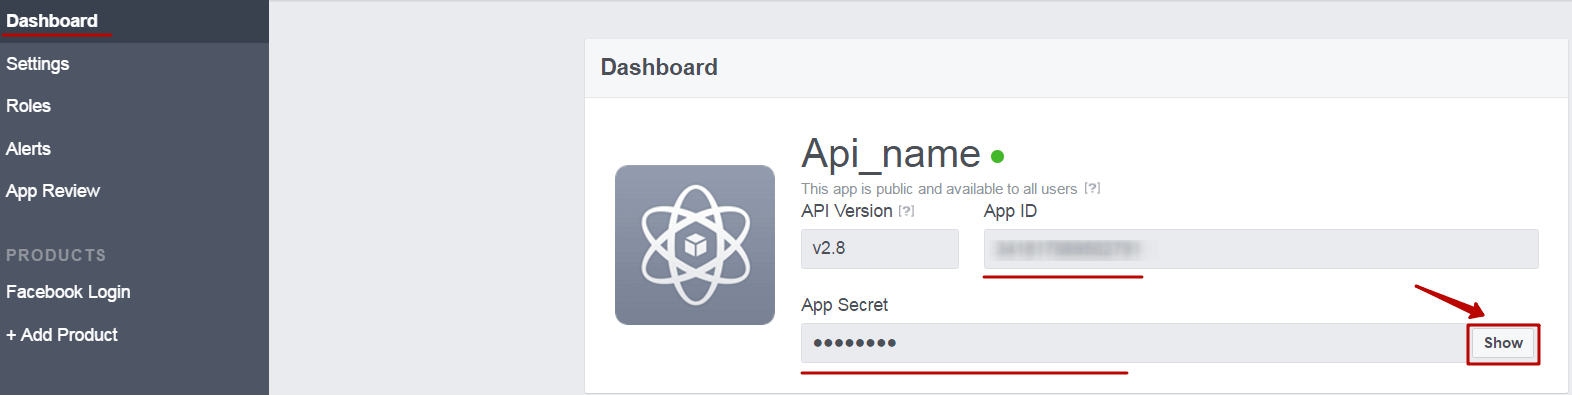 Dashboard
Settings
Roles
Alerts
App Review
PRODUCTS
Facebook Login
+ Add Product
Dashboard
Api_name
This app is public and available to all users [?]
API Version [?]
App ID
v2.8
App Secret
••••••••
Show